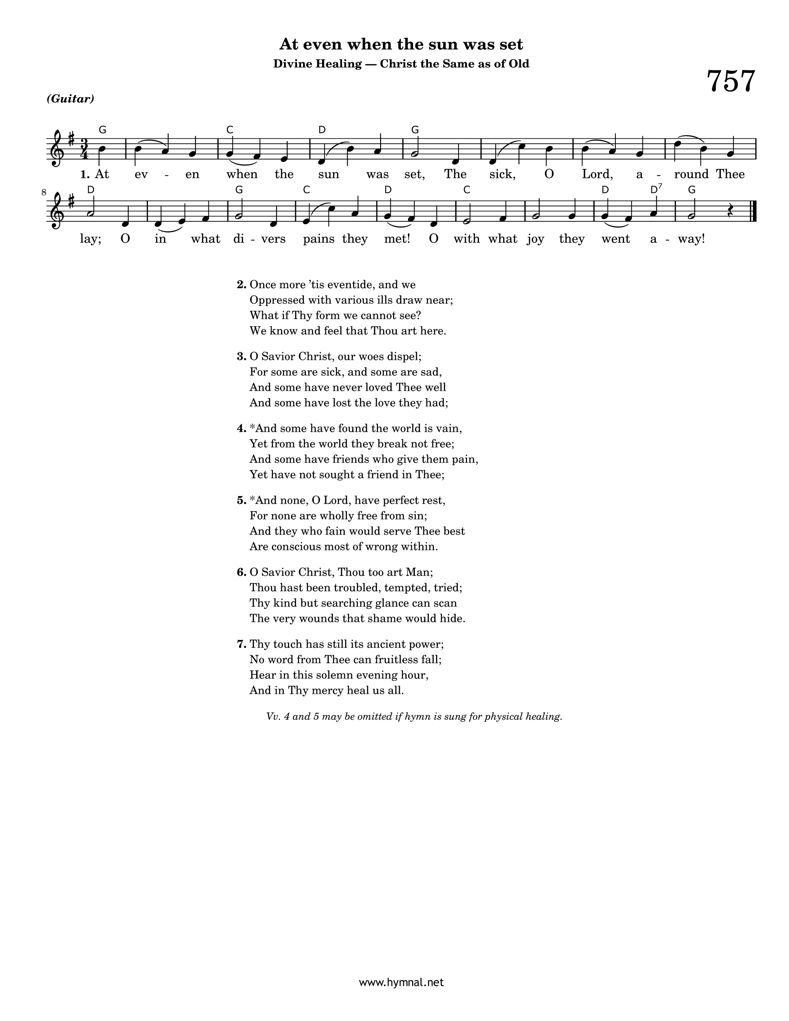 At even when the sun was set
Divine Healing — Christ the Same as of Old
757
(Guitar)
G C D G
3
4
1. At ev - en when the sun was set, The sick, O Lord, a - round Thee
8
D G C D C D D7 G
lay; O in what di - vers pains they met! O with what joy they went a - way!
2. Once more ’tis eventide, and we
Oppressed with various ills draw near;
What if Thy form we cannot see?
We know and feel that Thou art here.
3. O Savior Christ, our woes dispel;
For some are sick, and some are sad,
And some have never loved Thee well
And some have lost the love they had;
4. *And some have found the world is vain,
Yet from the world they break not free;
And some have friends who give them pain,
Yet have not sought a friend in Thee;
5. *And none, O Lord, have perfect rest,
For none are wholly free from sin;
And they who fain would serve Thee best
Are conscious most of wrong within.
6. O Savior Christ, Thou too art Man;
Thou hast been troubled, tempted, tried;
Thy kind but searching glance can scan
The very wounds that shame would hide.
7. Thy touch has still its ancient power;
No word from Thee can fruitless fall;
Hear in this solemn evening hour,
And in Thy mercy heal us all.
Vv. 4 and 5 may be omitted if hymn is sung for physical healing.
www.hymnal.net